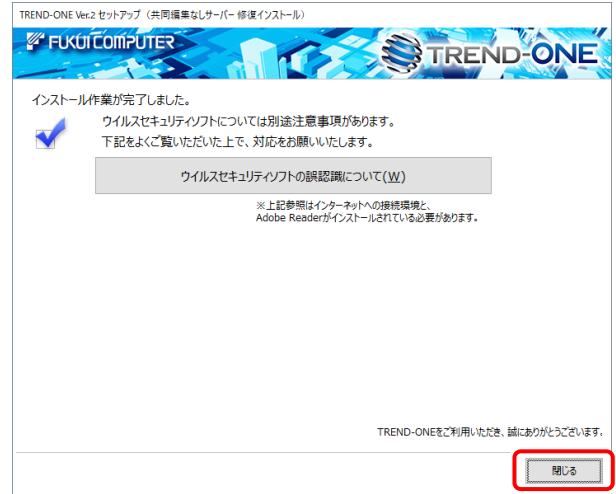 TREND-ONE Ver.2 セットアップ（共同編集なしサーバー 修復インストール）
FUKUI COMPUTER
TREND-ONE
インストール作業が完了しました。
ウイルスセキュリティソフトについては別途注意事項があります。
下記をよくご覧いただいた上で、対応をお願いいたします。
ウイルスセキュリティソフトの誤認識について(W)
※上記参照はインターネットへの接続環境と、
Adobe Readerがインストールされている必要があります。
TREND-ONEをご利用いただき、誠にありがとうございます。
閉じる